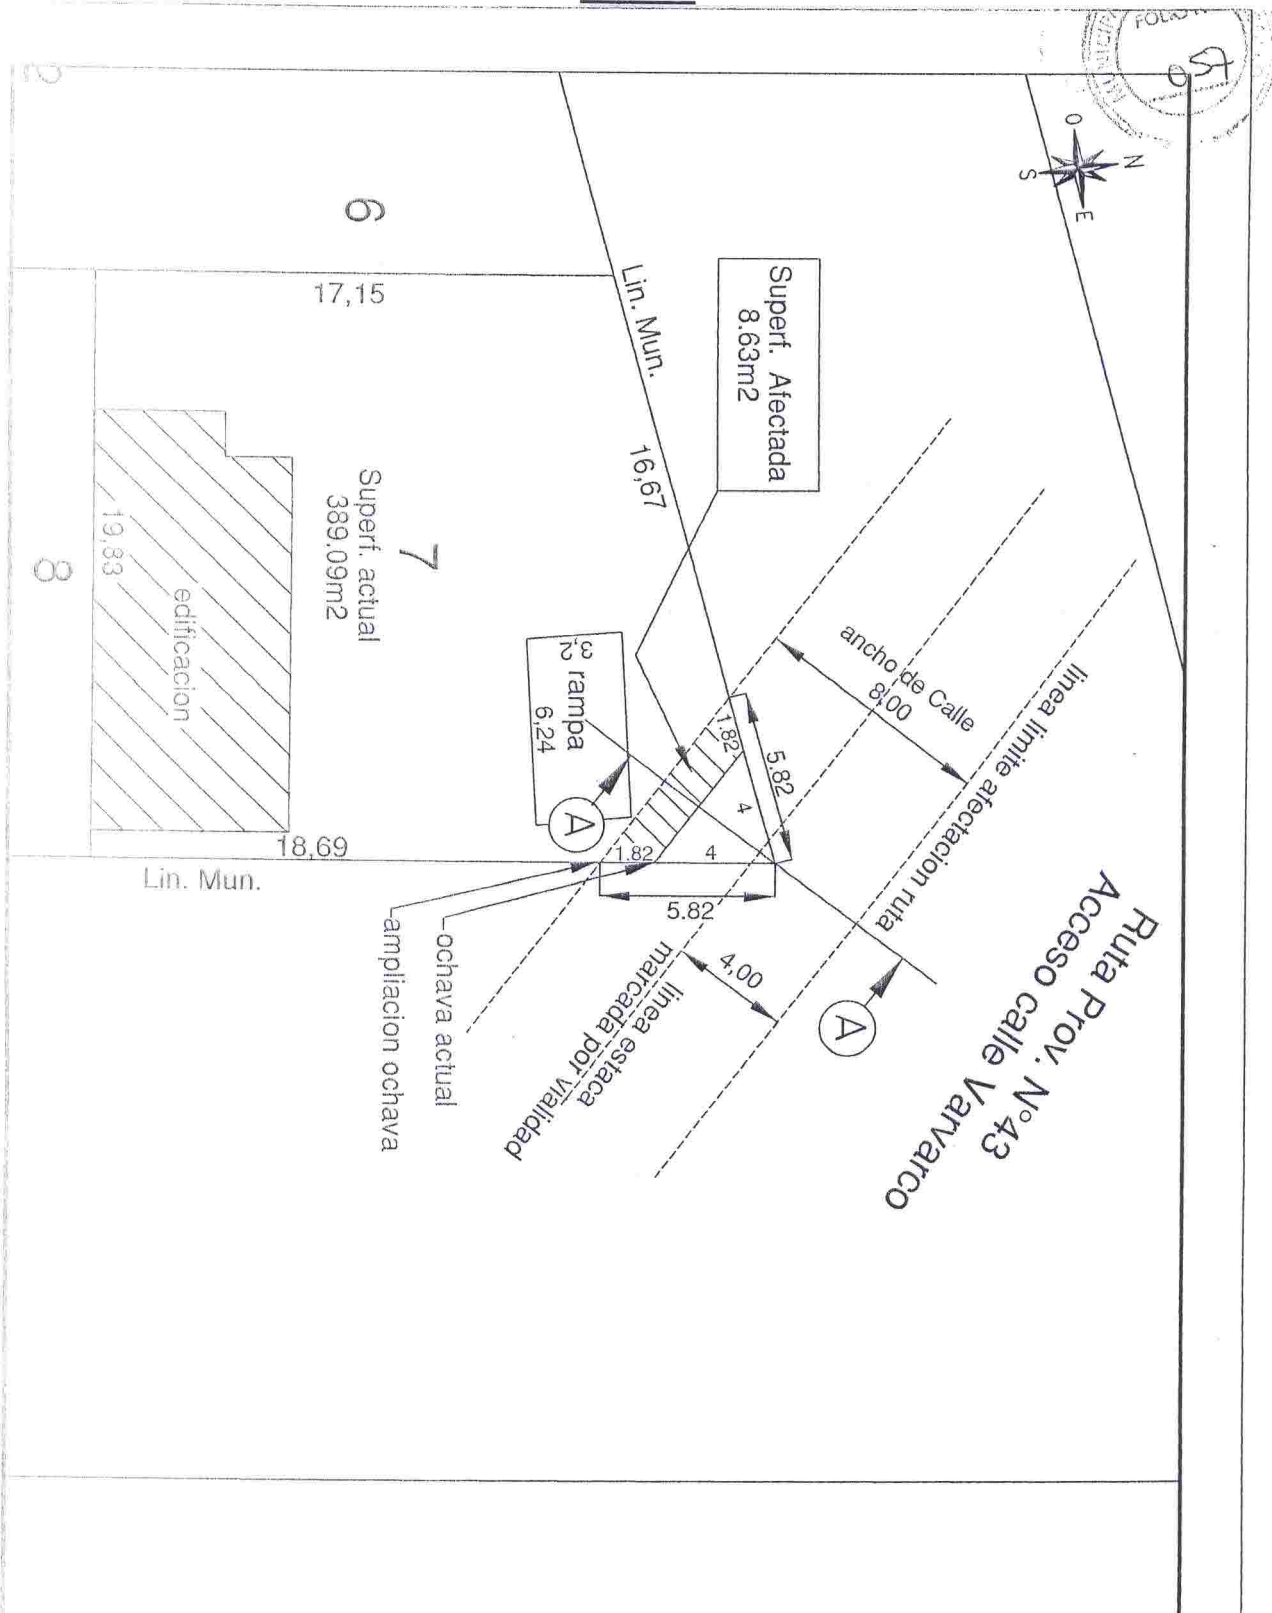 FOLIO N
57
0
O
N
S
E
6
17,15
Lin. Mun.
16,67
Superf. Afectada
8.63m2
7
Superf. actual
389.09m2
19,83
edificacion
8
3,2 rampa
6,24
A
18,69
Lin. Mun.
1.82
5.82
4
1.82
4
5.82
ancho de Calle
8,00
linea limite afectacion ruta
4,00
linea estaca
marcada por vialidad
A
ochava actual
ampliacion ochava
Ruta Prov. N°43
Acceso calle Varvarco